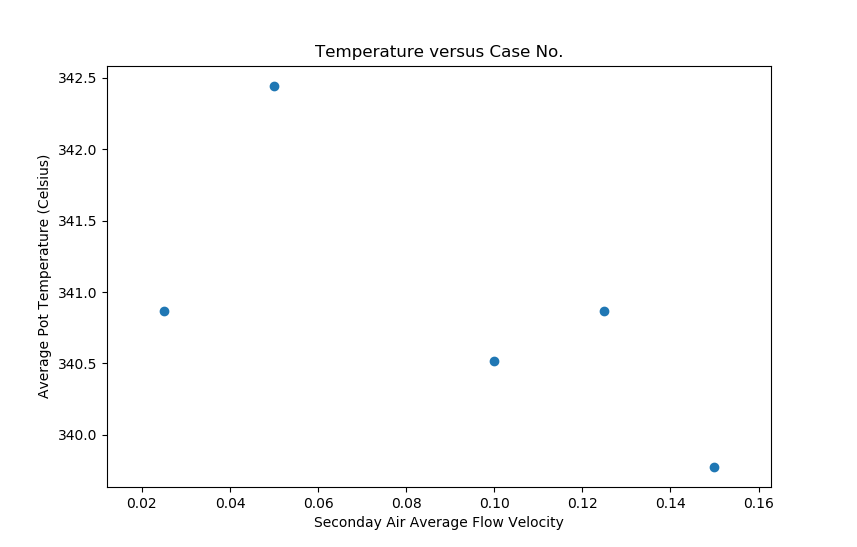 Temperature versus Case No.
Average Pot Temperature (Celsius)
342.5
342.0
341.5
341.0
340.5
340.0
0.02 0.04 0.06 0.08 0.10 0.12 0.14 0.16
Seconday Air Average Flow Velocity